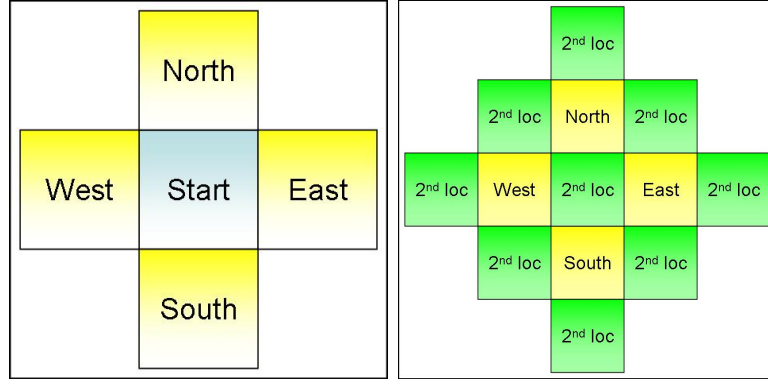 North
West Start East
South
2nd loc
2nd loc North 2nd loc
2nd loc West 2nd loc East 2nd loc
2nd loc South 2nd loc
2nd loc